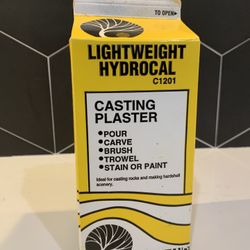 TO OPEN
LIGHTWEIGHT
HYDROCAL
C1201
CASTING
PLASTER
•POUR
•CARVE
•BRUSH
•TROWEL
•STAIN OR PAINT
Ideal for casting rocks and making hardshell
scenery.